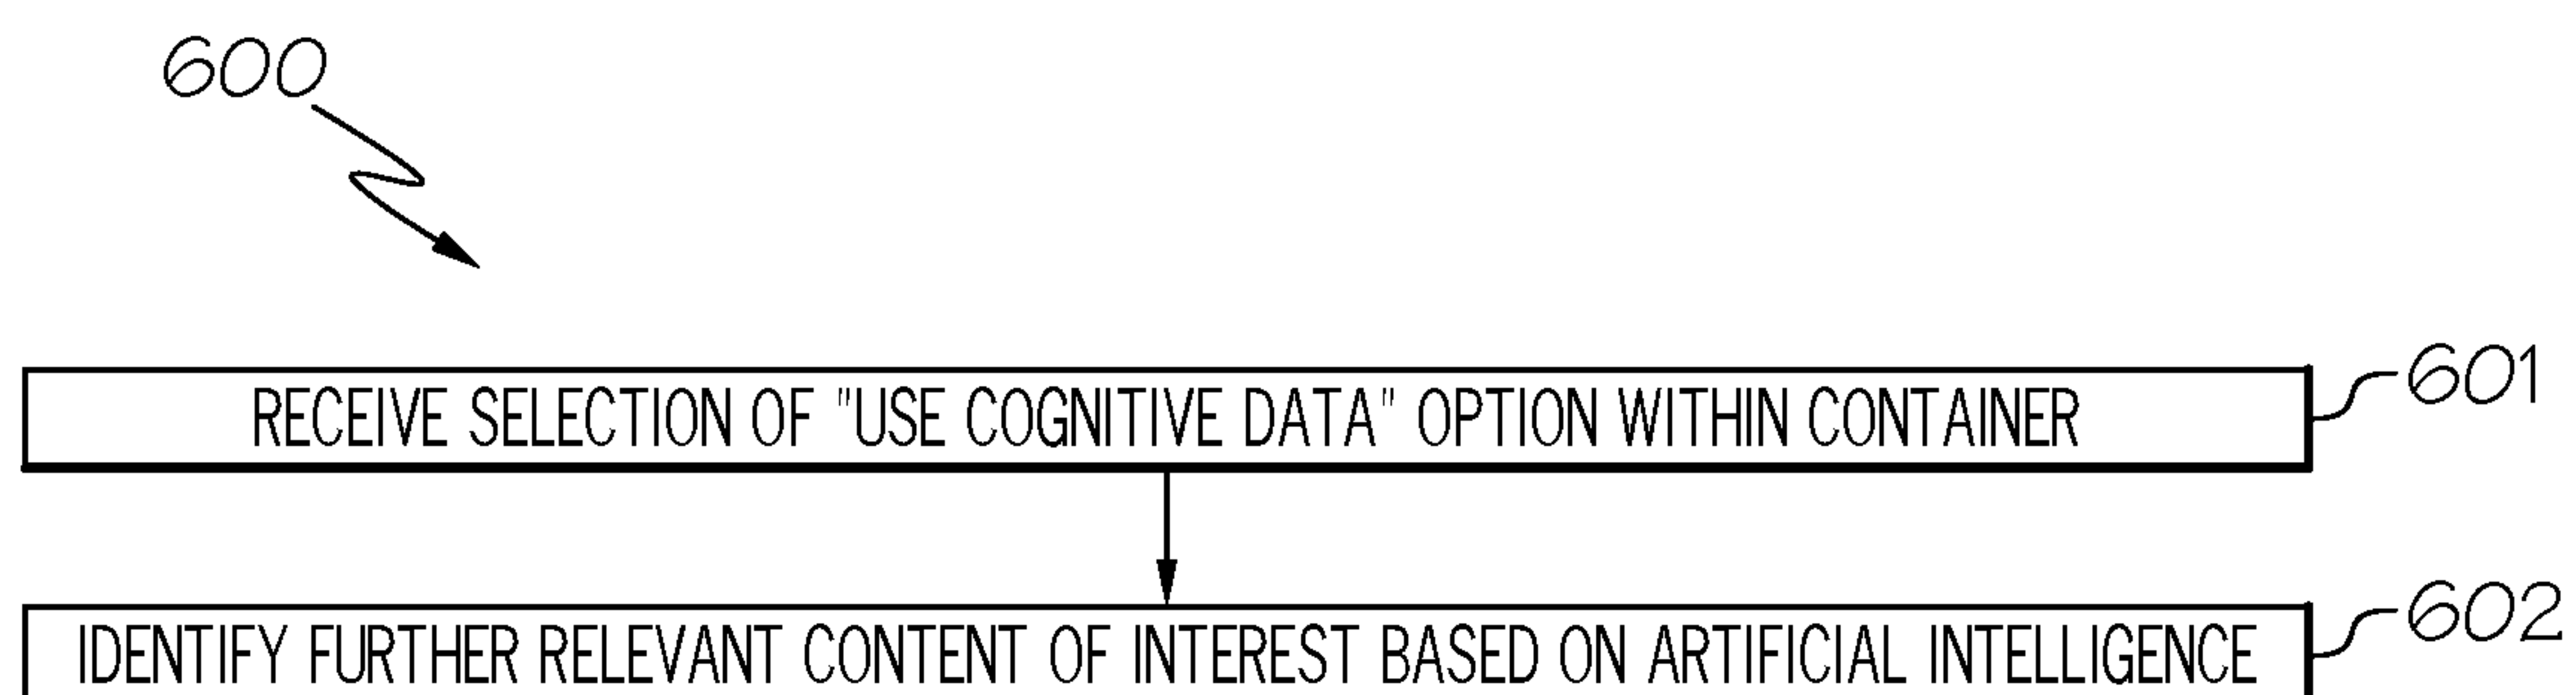 600
RECEIVE SELECTION OF "USE COGNITIVE DATA" OPTION WITHIN CONTAINER
601
IDENTIFY FURTHER RELEVANT CONTENT OF INTEREST BASED ON ARTIFICIAL INTELLIGENCE
602